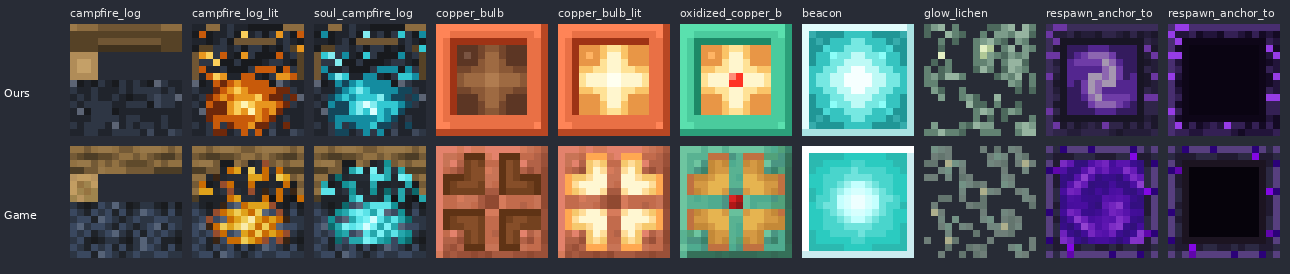 campfire_log campfire_log_lit soul_campfire_log copper_bulb copper_bulb_lit oxidized_copper_b beacon glow_lichen respawn_anchor_to respawn_anchor_to
Ours
Game